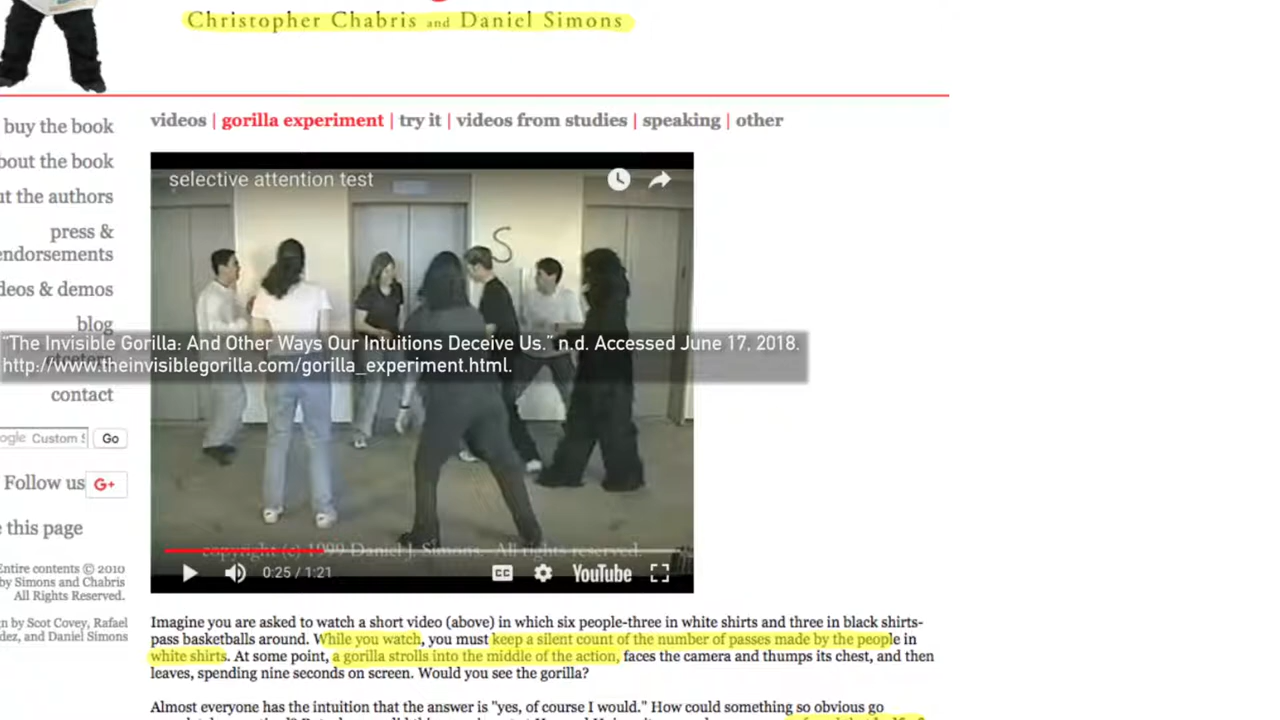 Christopher Chabris and Daniel Simons
videos | gorilla experiment | try it | videos from studies | speaking | other
buy the book
bout the book
ut the authors
press &
endorsements
deos & demos
blog
etcetera
contact
ogle Custom S Go
Follow us G+
e this page
Entire contents © 2010
by Simons and Chabris
All Rights Reserved.
n by Scot Covey, Rafael
dez, and Daniel Simons
selective attention test
S
"The Invisible Gorilla: And Other Ways Our Intuitions Deceive Us." n.d. Accessed June 17, 2018.
http://www.theinvisiblegorilla.com/gorilla_experiment.html.
copyright (c) 1999 Daniel J. Simons. All rights reserved.
0:25 / 1:21 CC YouTube
Imagine you are asked to watch a short video (above) in which six people-three in white shirts and three in black shirts-
pass basketballs around. While you watch, you must keep a silent count of the number of passes made by the people in
white shirts. At some point, a gorilla strolls into the middle of the action, faces the camera and thumps its chest, and then
leaves, spending nine seconds on screen. Would you see the gorilla?
Almost everyone has the intuition that the answer is "yes, of course I would." How could something so obvious go